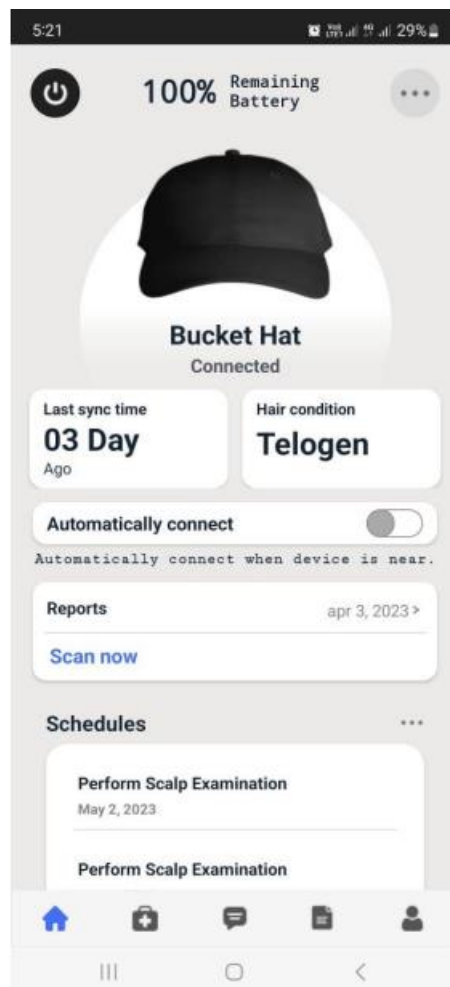 5:21
29%
100% Remaining
Battery
Bucket Hat
Connected
Last sync time
03 Day
Ago
Hair condition
Telogen
Automatically connect
Automatically connect when device is near.
Reports
apr 3, 2023 >
Scan now
Schedules
Perform Scalp Examination
May 2, 2023
Perform Scalp Examination